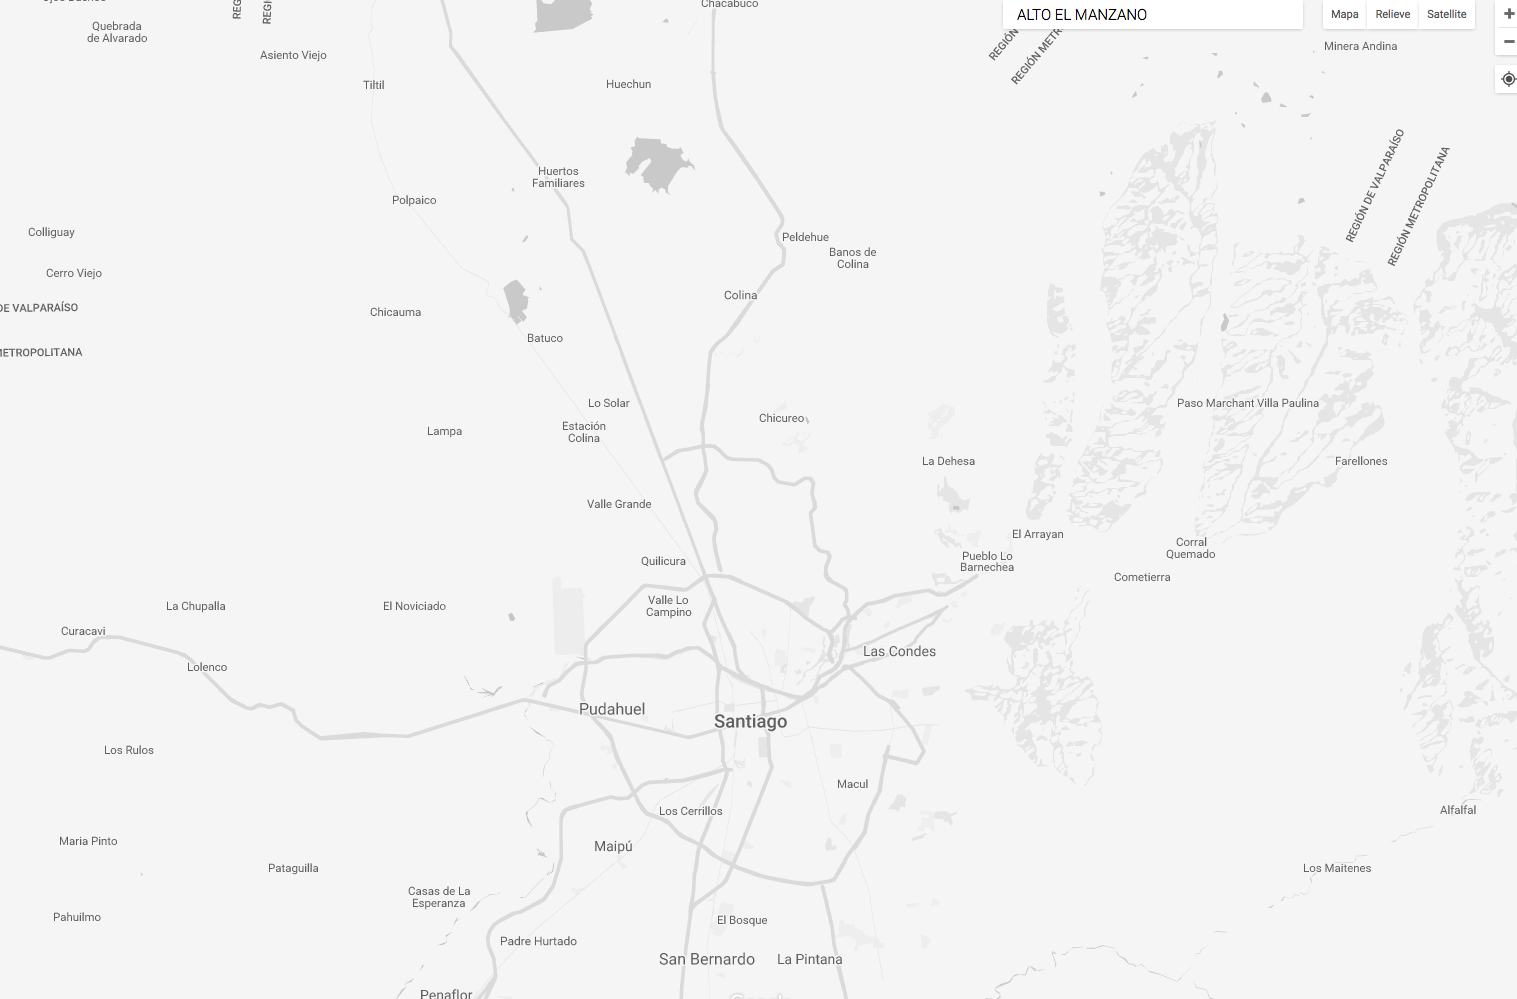 Chacabuco
Quebrada
de Alvarado
REG
ALTO EL MANZANO
Mapa
Relieve
Satellite
REGIÓN
REGIÓN METR
Minera Andina
Asiento Viejo
Tiltil
Huechun
Huertos
Familiares
Polpaico
REGIÓN DE VALPARAÍSO
REGIÓN METROPOLITANA
Colliguay
Peldehue
Banos de
Colina
Cerro Viejo
Colina
DE VALPARAÍSO
Chicauma
Batuco
METROPOLITANA
Lo Solar
Paso Marchant Villa Paulina
Chicureo
Estación
Colina
Lampa
La Dehesa
Farellones
Valle Grande
El Arrayan
Corral
Quemado
Pueblo Lo
Barnechea
Quilicura
Cometierra
La Chupalla
El Noviciado
Valle Lo
Campino
Curacavi
Las Condes
Lolenco
Pudahuel
Santiago
Los Rulos
Macul
Los Cerrillos
Alfalfal
Maria Pinto
Maipú
Pataguilla
Los Maitenes
Casas de La
Esperanza
Pahuilmo
El Bosque
Padre Hurtado
San Bernardo
La Pintana
Penaflor